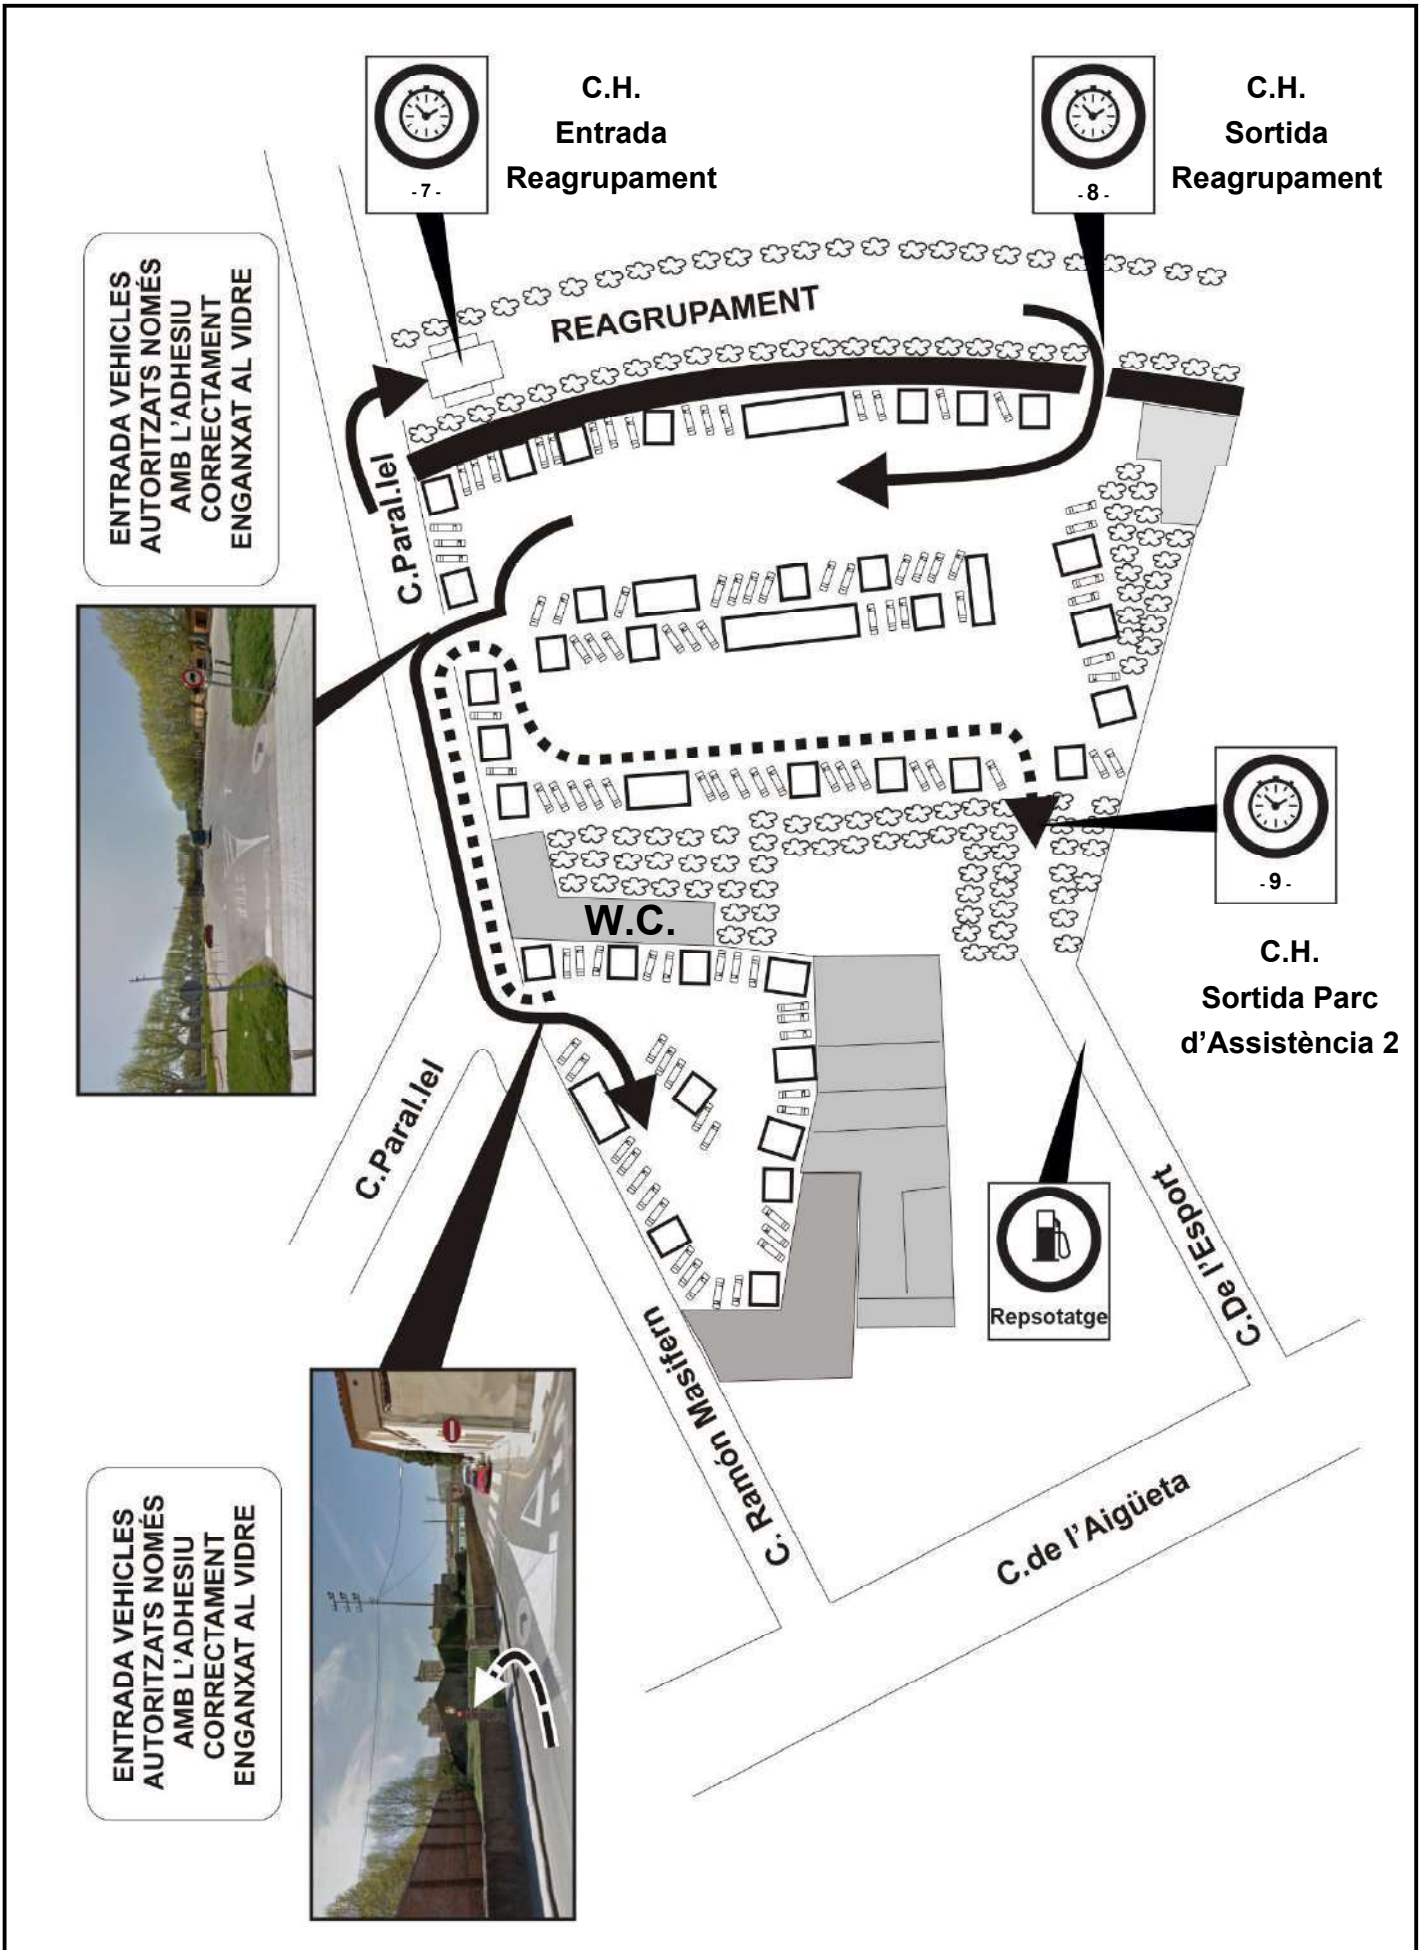 C.H.
Entrada
Reagrupament
- 7 -
C.H.
Sortida
Reagrupament
- 8 -
ENTRADA VEHICLES
AUTORITZATS NOMÉS
AMB L'ADHESIU
CORRECTAMENT
ENGANXAT AL VIDRE
REAGRUPAMENT
C.Paral.lel
- 9 -
C.H.
Sortida Parc
d'Assistència 2
W.C.
C.Paral.lel
Repsotatge
C.De l'Esport
C. Ramón Masifern
C.de l'Aigüeta
ENTRADA VEHICLES
AUTORITZATS NOMÉS
AMB L'ADHESIU
CORRECTAMENT
ENGANXAT AL VIDRE
STOP